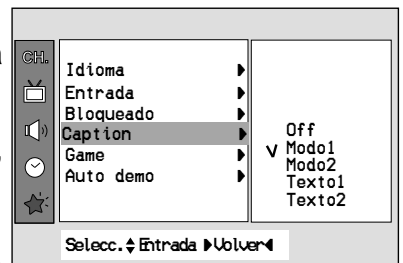 CH.
Idioma
Entrada
Bloqueado
Caption
Game
Auto demo
Off
Modo1
Modo2
Texto1
Texto2
Selecc. Entrada Volver